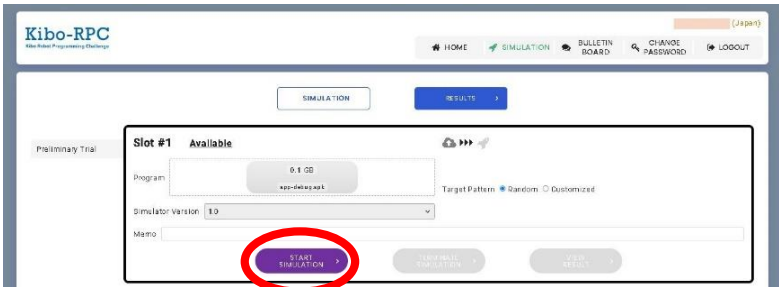 (Japan)
Kibo-RPC
Kibo Robot Programming Challenge
HOME
SIMULATION
BULLETIN BOARD
CHANGE PASSWORD
LOGOUT
SIMULATION
RESULTS
Preliminary Trial
Slot #1 Available
Program
0.1 GB
app-debug.apk
Target Pattern Random Customized
Simulator Version 1.0
Memo
START
SIMULATION
TERMINATE
SIMULATION
VIEW
RESULT